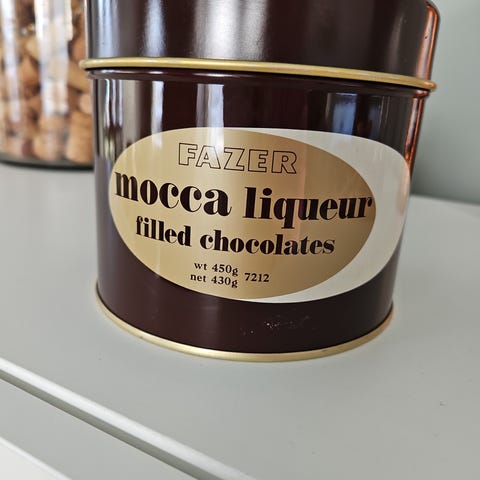 FAZER
mocca liqueur
filled chocolates
wt 450g 7212
net 430g